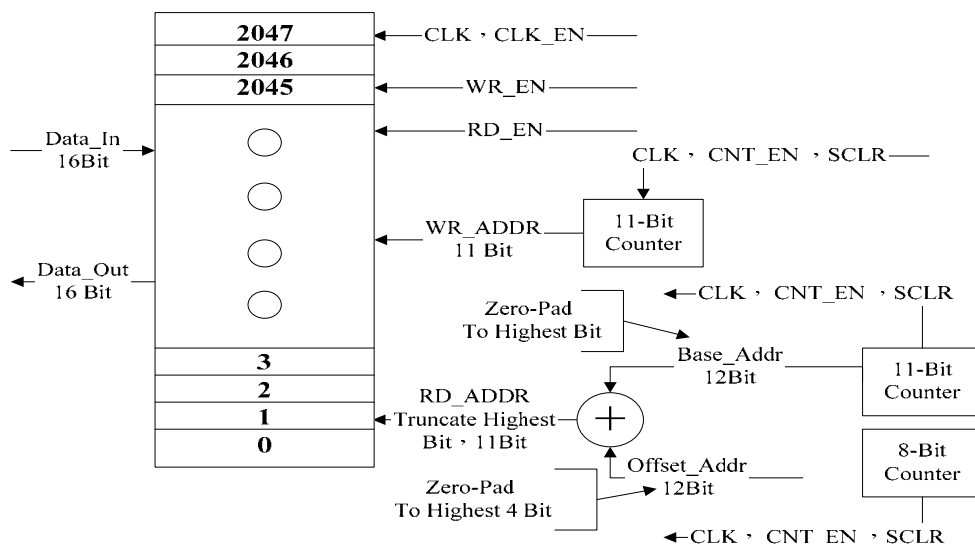 2047
2046
2045
3
2
1
0
CLK，CLK_EN
WR_EN
RD_EN
Data_In
16Bit
Data_Out
16 Bit
CLK，CNT_EN，SCLR
WR_ADDR
11 Bit
11-Bit
Counter
CLK，CNT_EN，SCLR
Zero-Pad
To Highest Bit
Base_Addr
12Bit
11-Bit
Counter
RD_ADDR
Truncate Highest
Bit，11Bit
+
8-Bit
Counter
Offset_Addr
12Bit
Zero-Pad
To Highest 4 Bit
CLK，CNT_EN，SCLR